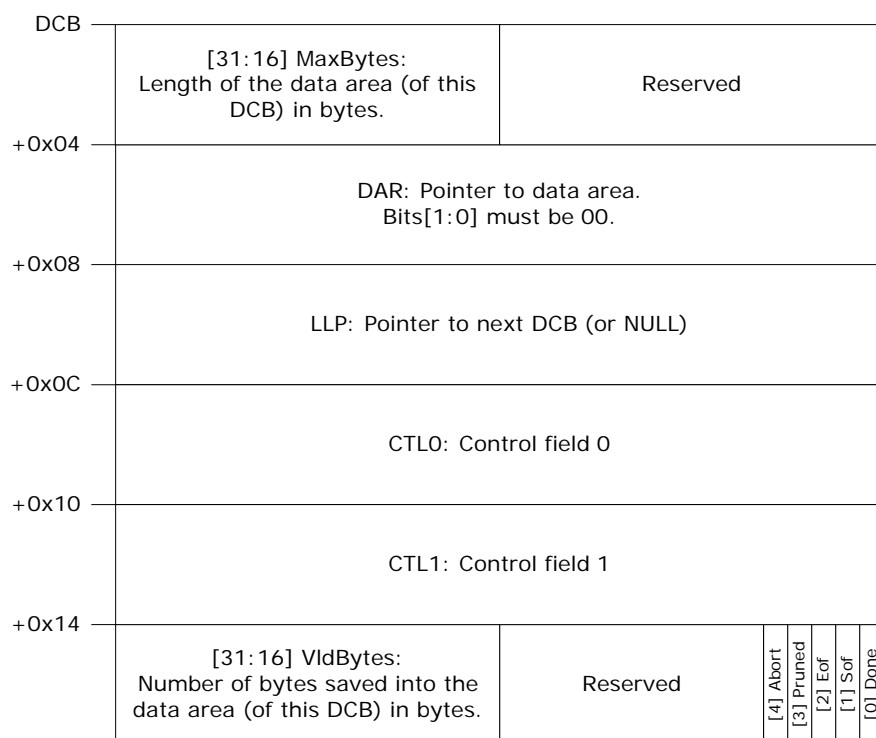 DCB
[31:16] MaxBytes:
Length of the data area (of this
DCB) in bytes.
Reserved
+0x04
DAR: Pointer to data area.
Bits[1:0] must be 00.
+0x08
LLP: Pointer to next DCB (or NULL)
+0x0C
CTL0: Control field 0
+0x10
CTL1: Control field 1
+0x14
[31:16] VldBytes:
Number of bytes saved into the
data area (of this DCB) in bytes.
Reserved
[4] Abort
[3] Pruned
[2] Eof
[1] Sof
[0] Done